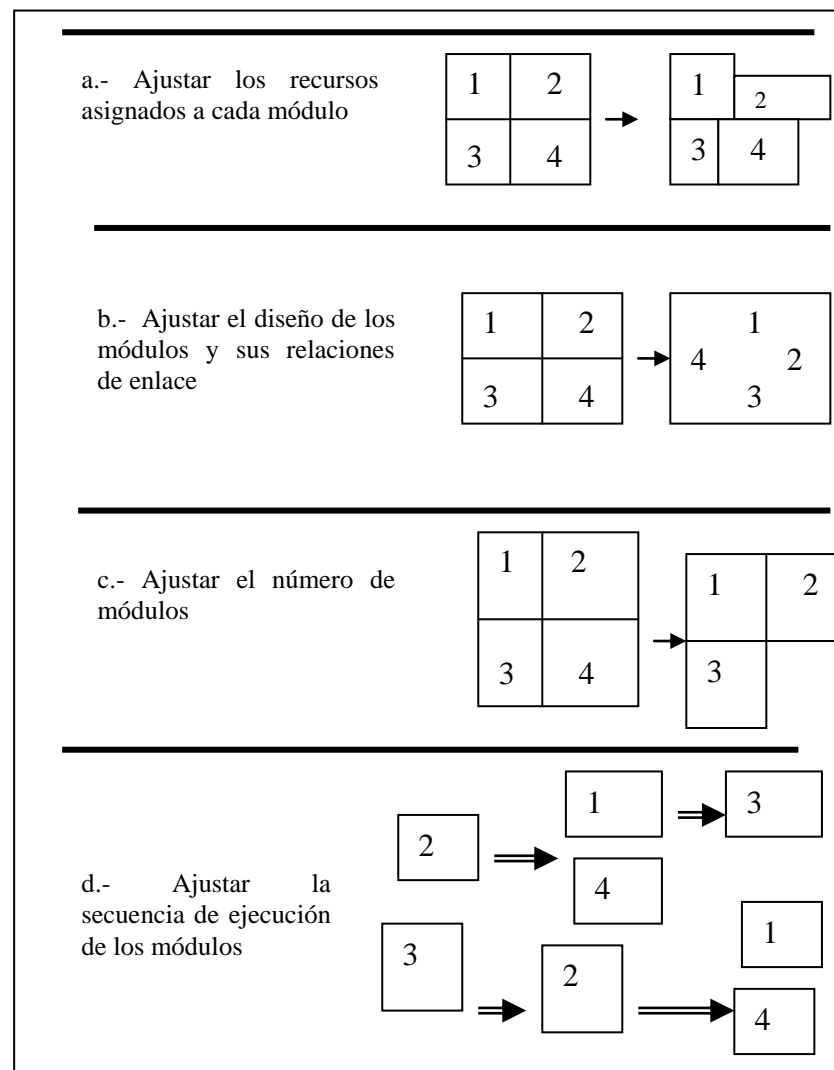 a.- Ajustar los recursos
asignados a cada módulo
1 2
3 4
1
2
3 4
b.- Ajustar el diseño de los
módulos y sus relaciones
de enlace
1 2
3 4
1
4 2
3
c.- Ajustar el número de
módulos
1 2
3 4
1 2
3
d.- Ajustar la
secuencia de ejecución
de los módulos
1 3
2
4
3 2 1
4